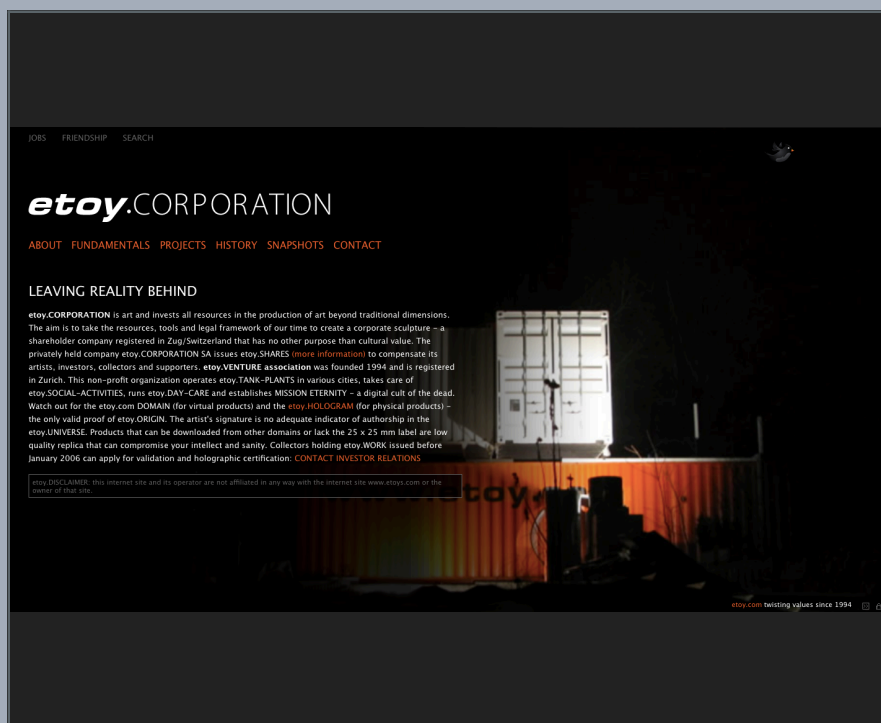 JOBS FRIENDSHIP SEARCH
etoy.CORPORATION
ABOUT FUNDAMENTALS PROJECTS HISTORY SNAPSHOTS CONTACT
LEAVING REALITY BEHIND
etoy.CORPORATION is art and invests all resources in the production of art beyond traditional dimensions.
The aim is to take the resources, tools and legal framework of our time to create a corporate sculpture – a
shareholder company registered in Zug/Switzerland that has no other purpose than cultural value. The
privately held company etoy.CORPORATION SA issues etoy.SHARES (more information) to compensate its
artists, investors, collectors and supporters. etoy.VENTURE association was founded 1994 and is registered
in Zurich. This non-profit organization operates etoy.TANK-PLANTS in various cities, takes care of
etoy.SOCIAL-ACTIVITIES, runs etoy.DAY-CARE and establishes MISSION ETERNITY – a digital cult of the dead.
Watch out for the etoy.com DOMAIN (for virtual products) and the etoy.HOLOGRAM (for physical products) –
the only valid proof of etoy.ORIGIN. The artist's signature is no adequate indicator of authorship in the
etoy.UNIVERSE. Products that can be downloaded from other domains or lack the 25 x 25 mm label are low
quality replica that can compromise your intellect and sanity. Collectors holding etoy.WORK issued before
January 2006 can apply for validation and holographic certification: CONTACT INVESTOR RELATIONS
etoy.DISCLAIMER: this internet site and its operator are not affiliated in any way with the internet site www.etoys.com or the
owner of that site.
etoy
etoy.com twisting values since 1994